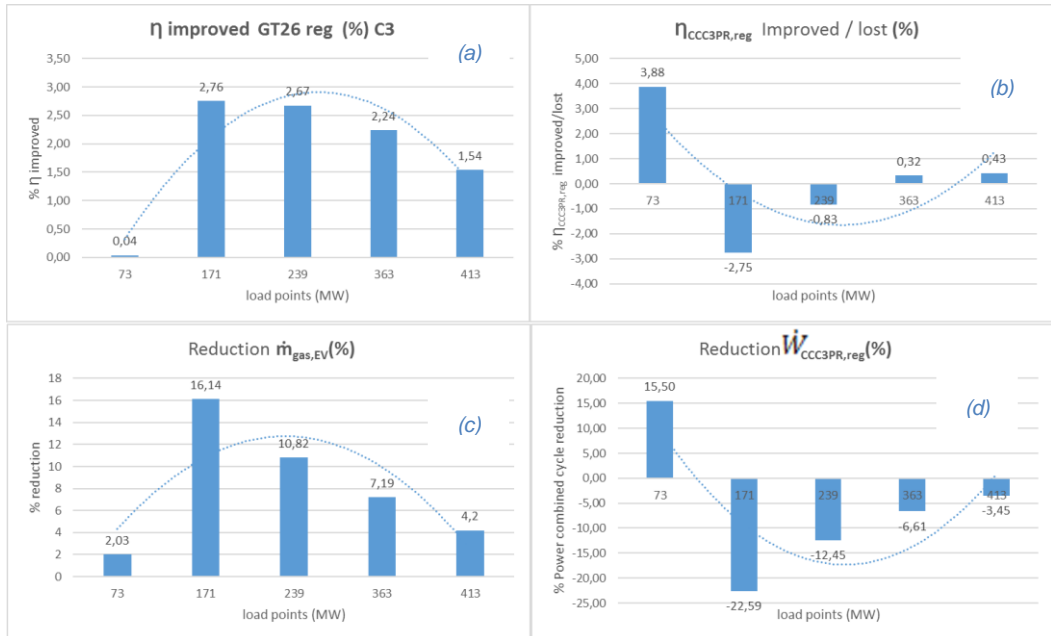 η improved GT26 reg (%) C3
(a)
% η improved
3,50
3,00
2,50
2,00
1,50
1,00
0,50
0,00
0,04
2,76
2,67
2,24
1,54
73 171 239 363 413
load points (MW)
ηCCC3PR,reg Improved / lost (%)
(b)
% ηCCC3PR,reg improved/lost
5,00
4,00
3,00
2,00
1,00
0,00
-1,00
-2,00
-3,00
-4,00
3,88
-2,75
-0,83
0,32
0,43
73 171 239 363 413
load points (MW)
Reduction ṁgas,EV(%)
(c)
% reduction
18
16
14
12
10
8
6
4
2
0
2,03
16,14
10,82
7,19
4,2
73 171 239 363 413
load points (MW)
Reduction ẆCCC3PR,reg(%)
(d)
% Power combined cycle reduction
20,00
15,00
10,00
5,00
0,00
-5,00
-10,00
-15,00
-20,00
-25,00
15,50
-22,59
-12,45
-6,61
-3,45
73 171 239 363 413
load points (MW)